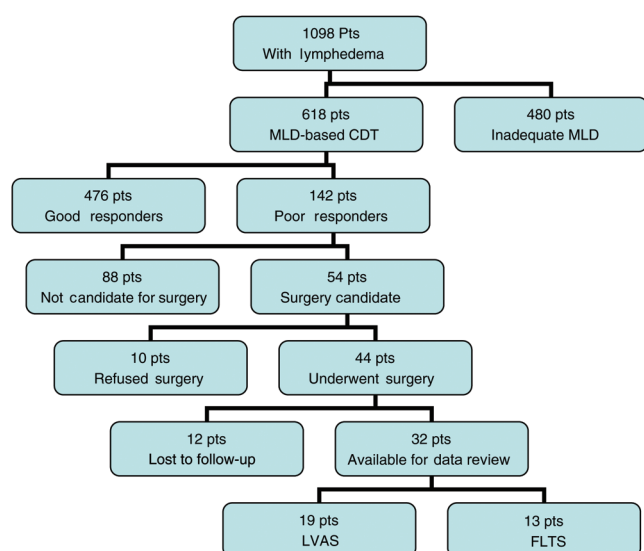 1098 Pts
With lymphedema
618 pts
MLD-based CDT
480 pts
Inadequate MLD
476 pts
Good responders
142 pts
Poor responders
88 pts
Not candidate for surgery
54 pts
Surgery candidate
10 pts
Refused surgery
44 pts
Underwent surgery
12 pts
Lost to follow-up
32 pts
Available for data review
19 pts
LVAS
13 pts
FLTS